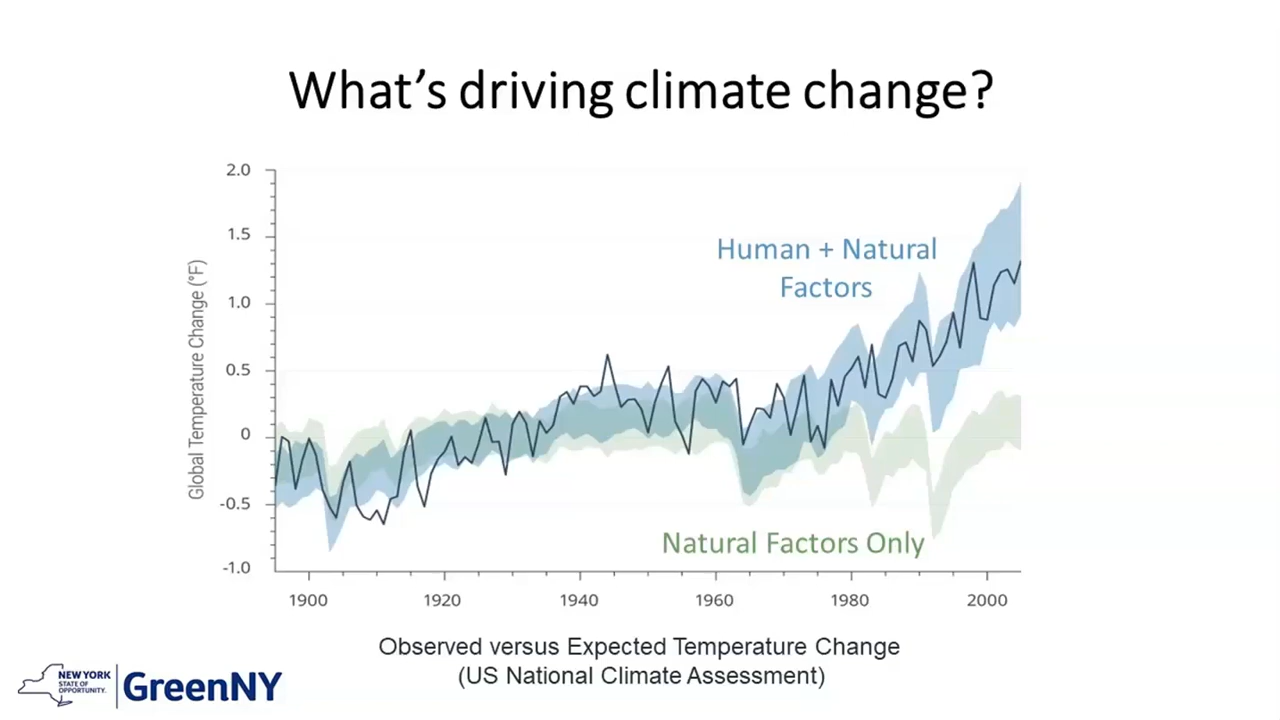 What's driving climate change?
2.0
1.5
1.0
0.5
0
-0.5
-1.0
Global Temperature Change (°F)
Human + Natural
Factors
Natural Factors Only
1900 1920 1940 1960 1980 2000
Observed versus Expected Temperature Change
(US National Climate Assessment)
NEW YORK
STATE OF
OPPORTUNITY.
GreenNY